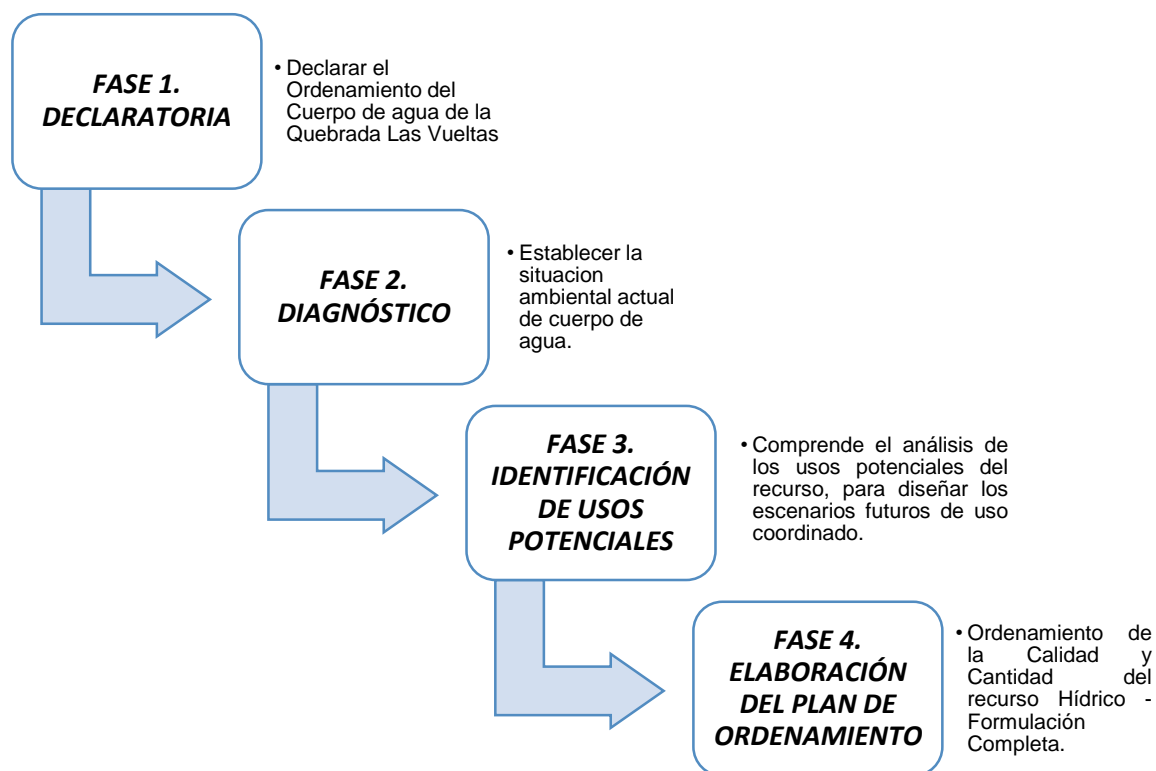 FASE 1.
DECLARATORIA
• Declarar el
Ordenamiento del
Cuerpo de agua de la
Quebrada Las Vueltas
FASE 2.
DIAGNÓSTICO
• Establecer la
situacion
ambiental actual
de cuerpo de
agua.
FASE 3.
IDENTIFICACIÓN
DE USOS
POTENCIALES
• Comprende el análisis de
los usos potenciales del
recurso, para diseñar los
escenarios futuros de uso
coordinado.
FASE 4.
ELABORACIÓN
DEL PLAN DE
ORDENAMIENTO
• Ordenamiento de
la Calidad y
Cantidad del
recurso Hídrico -
Formulación
Completa.